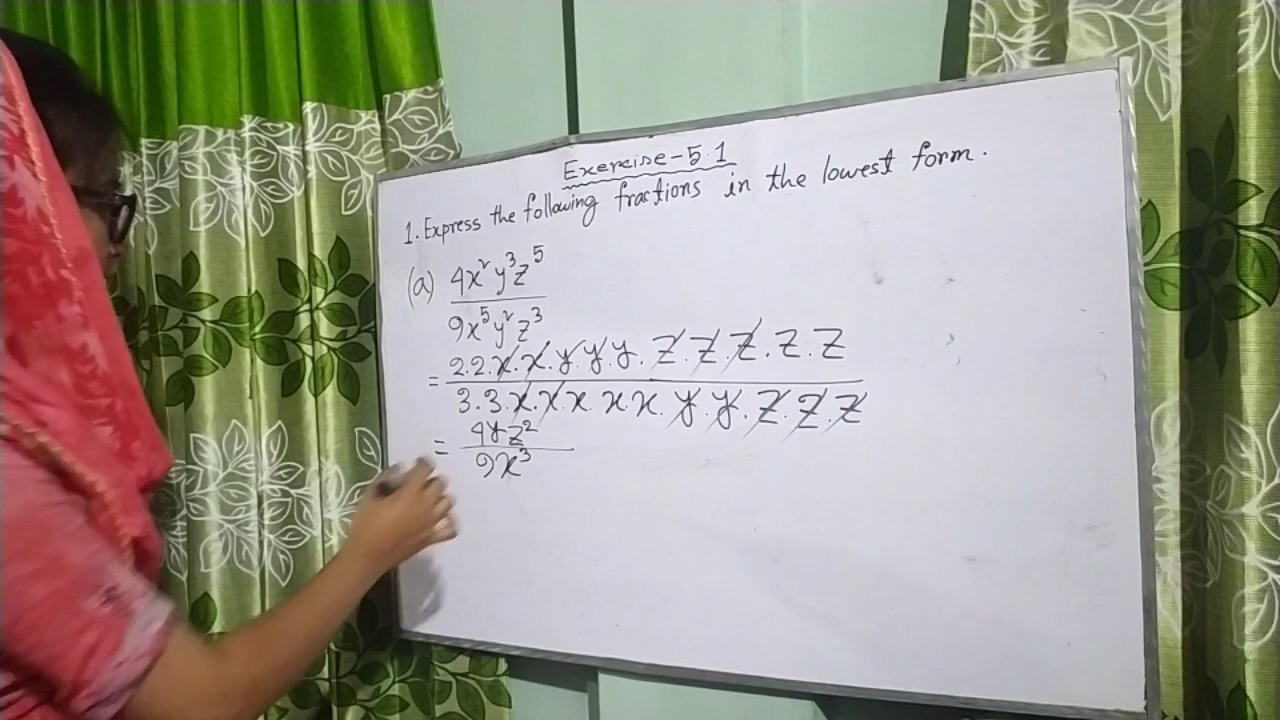 Exercise-5.1
1. Express the following fractions in the lowest form.
(a) 4x²y³z⁵
9x⁵y²z³
= 2.2.x.x.y.y.y.z.z.z.z.z
3.3.x.x.x.x.x.y.y.z.z.z
= 4yz²
9x³